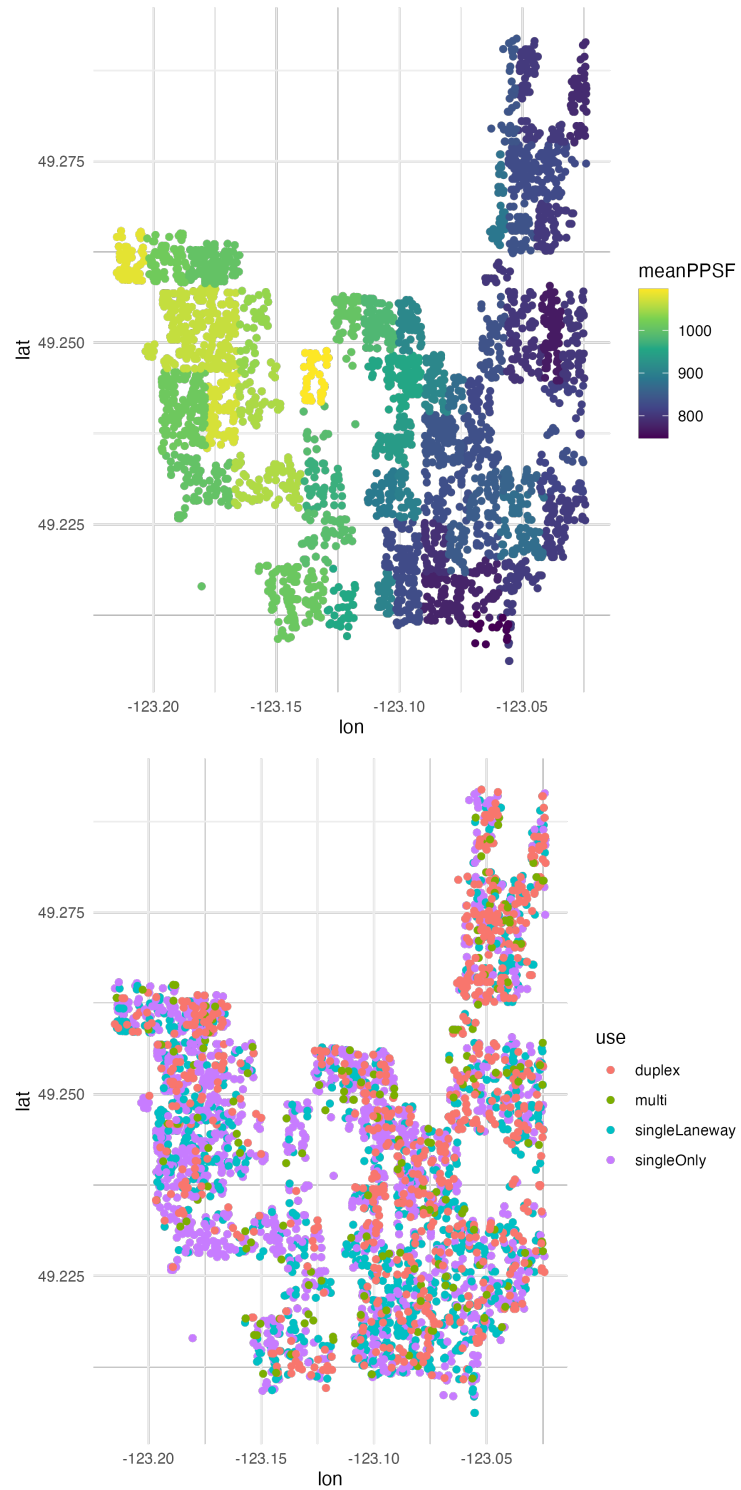 meanPPSF
1000
900
800
49.275
49.250
49.225
lat
-123.20
-123.15
-123.10
-123.05
lon
49.275
49.250
49.225
lat
use
duplex
multi
singleLaneway
singleOnly
-123.20
-123.15
-123.10
-123.05
lon